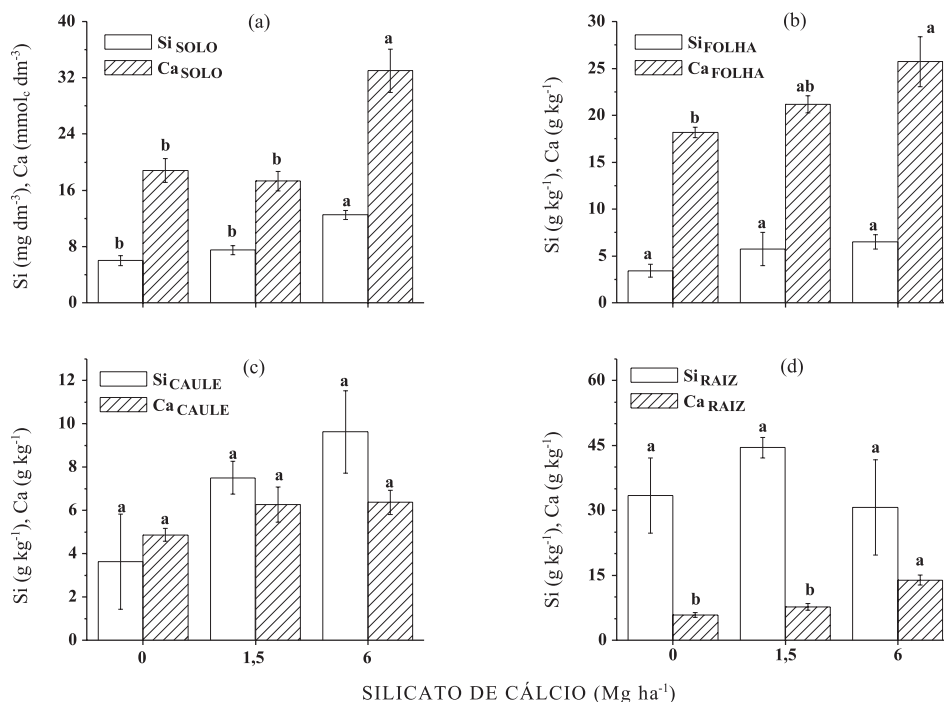 (a)
Si SOLO
Ca SOLO
40
32
24
16
8
0
Si (mg dm-3), Ca (mmolc dm-3)
b
b
b
b
a
a
(b)
Si FOLHA
Ca FOLHA
30
25
20
15
10
5
0
Si (g kg-1), Ca (g kg-1)
a
b
a
ab
a
a
(c)
Si CAULE
Ca CAULE
12
10
8
6
4
2
0
Si (g kg-1), Ca (g kg-1)
a
a
a
a
a
a
0
1,5
6
(d)
Si RAIZ
Ca RAIZ
60
45
30
15
0
Si (g kg-1), Ca (g kg-1)
a
b
a
b
a
a
0
1,5
6
SILICATO DE CÁLCIO (Mg ha-1)